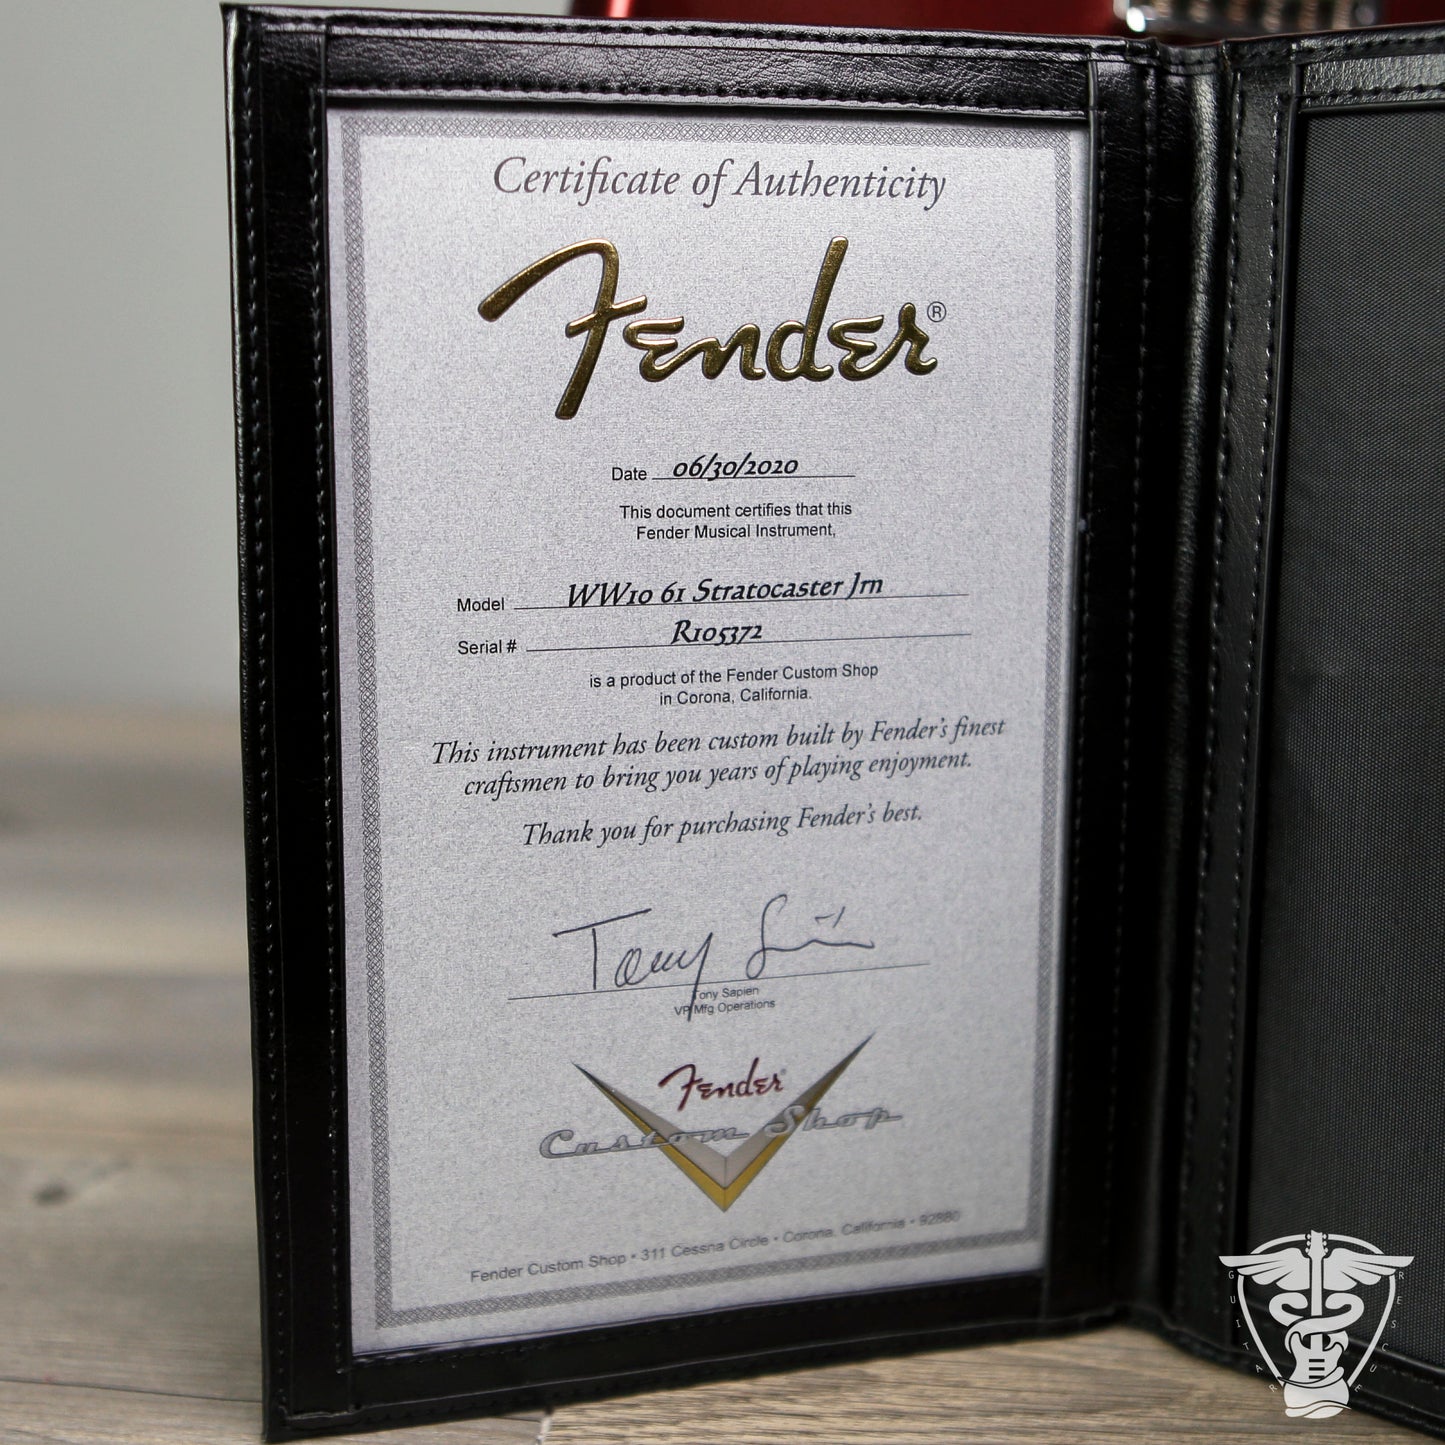 Certificate of Authenticity
Fender®
Date 06/30/2020
This document certifies that this
Fender Musical Instrument,
Model WW10 61 Stratocaster Jrn
Serial # R105372
is a product of the Fender Custom Shop
in Corona, California.
This instrument has been custom built by Fender's finest
craftsmen to bring you years of playing enjoyment.
Thank you for purchasing Fender's best.
Tony Sapien
VP Mfg Operations
Fender
Custom Shop
Fender Custom Shop • 311 Cessna Circle • Corona, California • 92880
GUITAR RESCUE